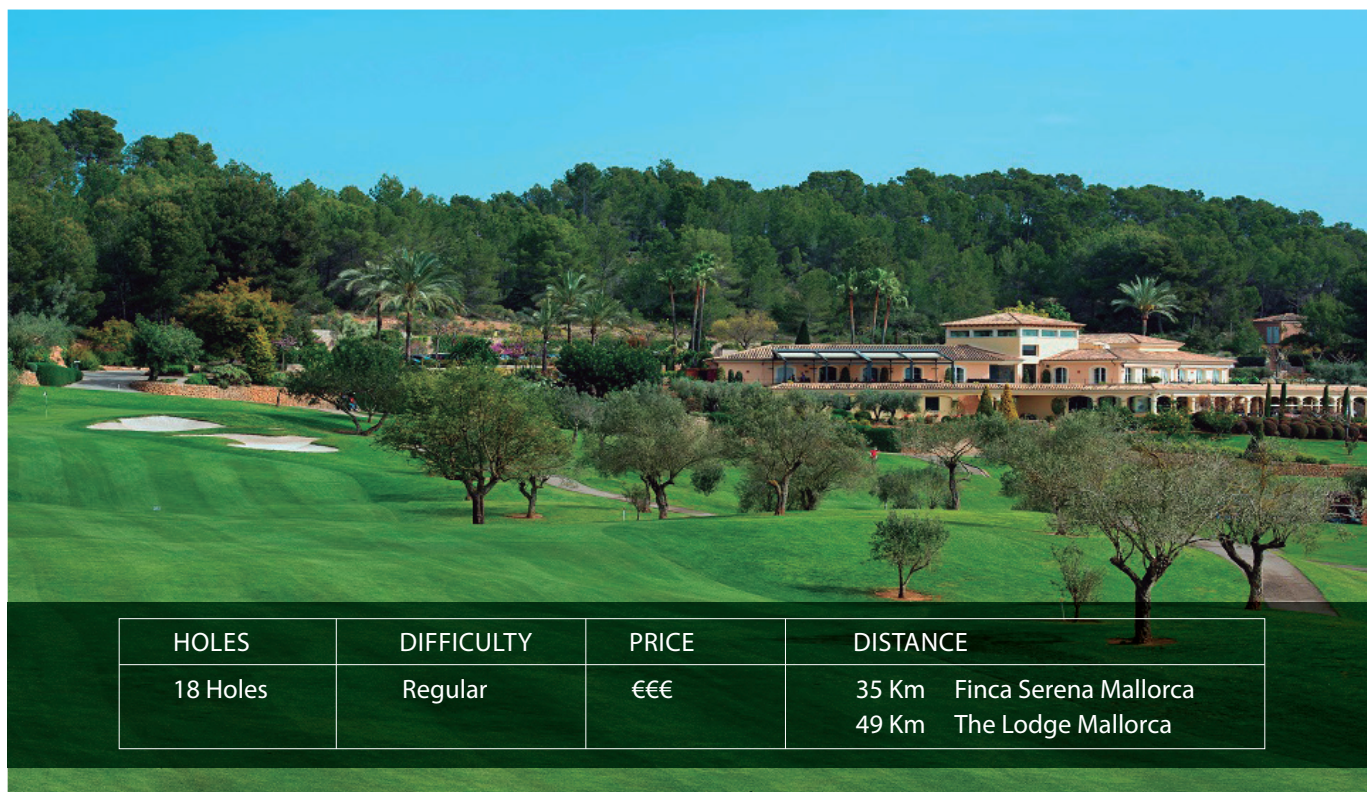 HOLES DIFFICULTY PRICE DISTANCE
18 Holes Regular €€€ 35 Km Finca Serena Mallorca
49 Km The Lodge Mallorca